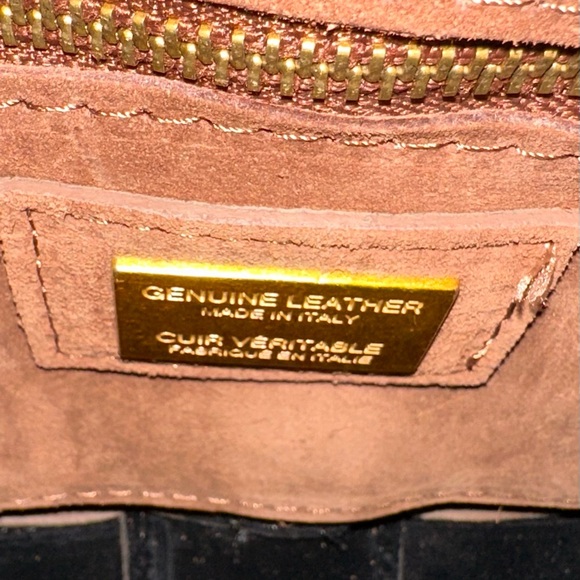 GENUINE LEATHER
MADE IN ITALY
CUIR VÉRITABLE
FABRIQUÉ EN ITALIE